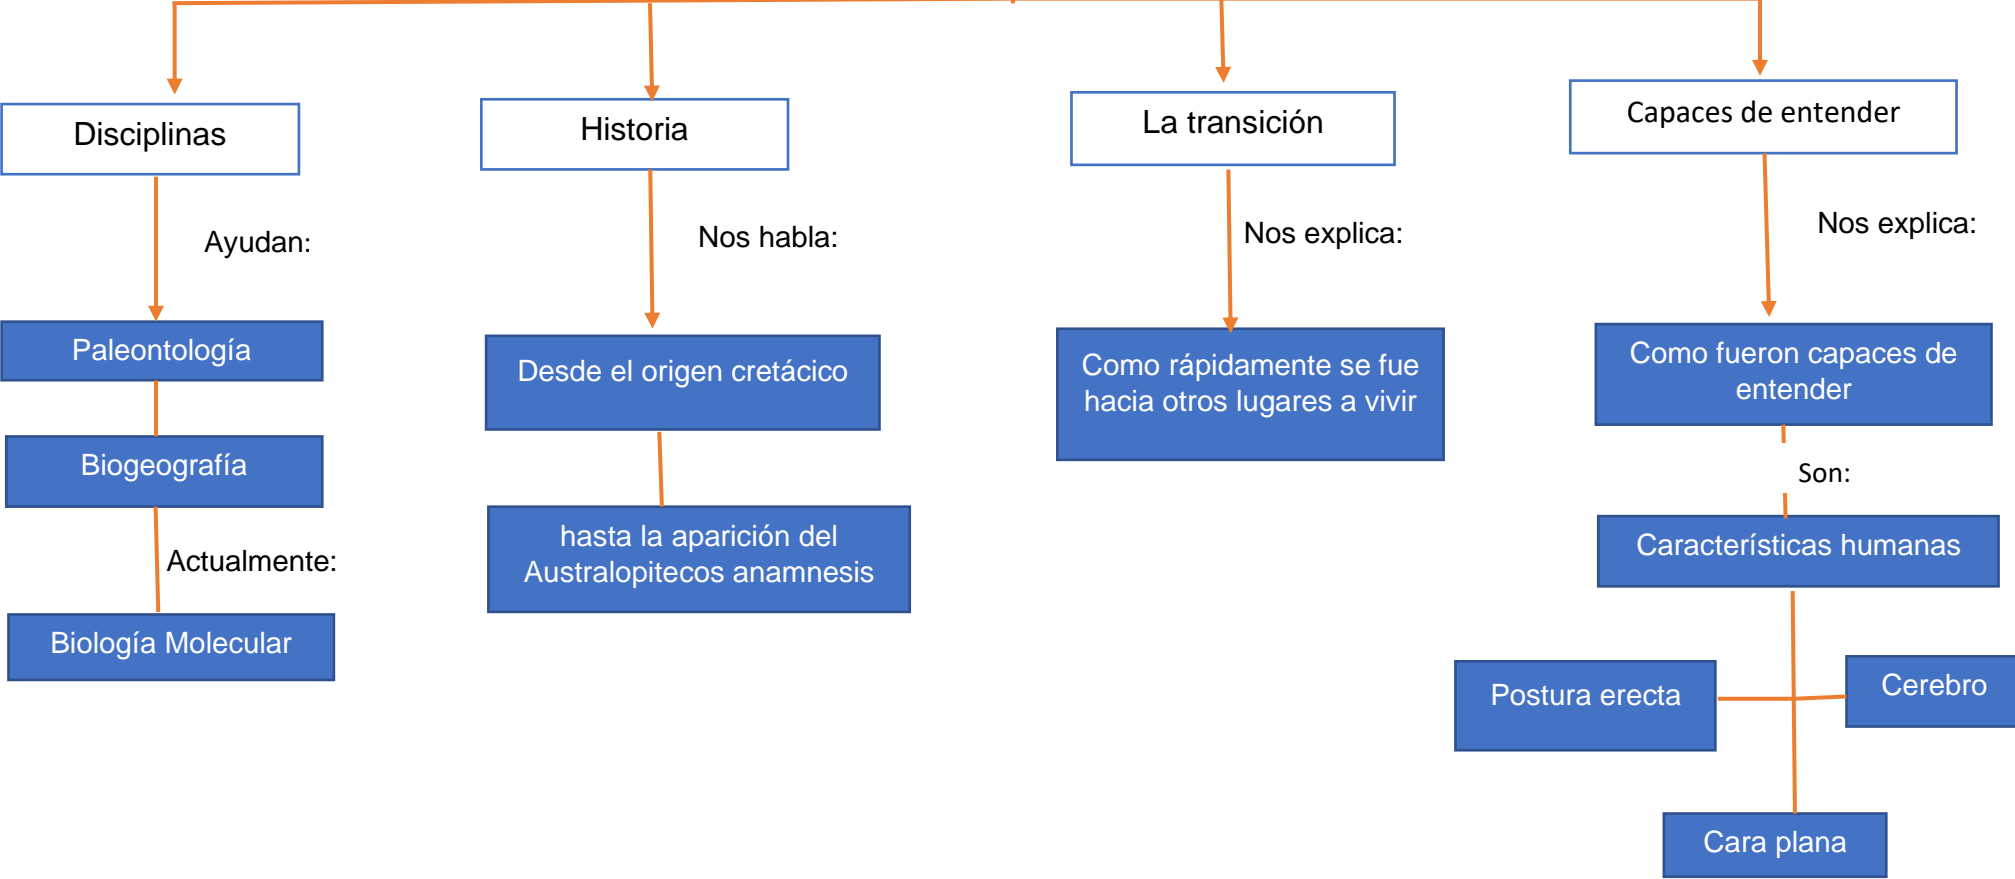 Disciplinas
Historia
La transición
Capaces de entender
Ayudan:
Nos habla:
Nos explica:
Nos explica:
Paleontología
Desde el origen cretácico
Como rápidamente se fue
hacia otros lugares a vivir
Como fueron capaces de
entender
Biogeografía
Son:
hasta la aparición del
Australopitecos anamnesis
Características humanas
Actualmente:
Biología Molecular
Postura erecta
Cerebro
Cara plana